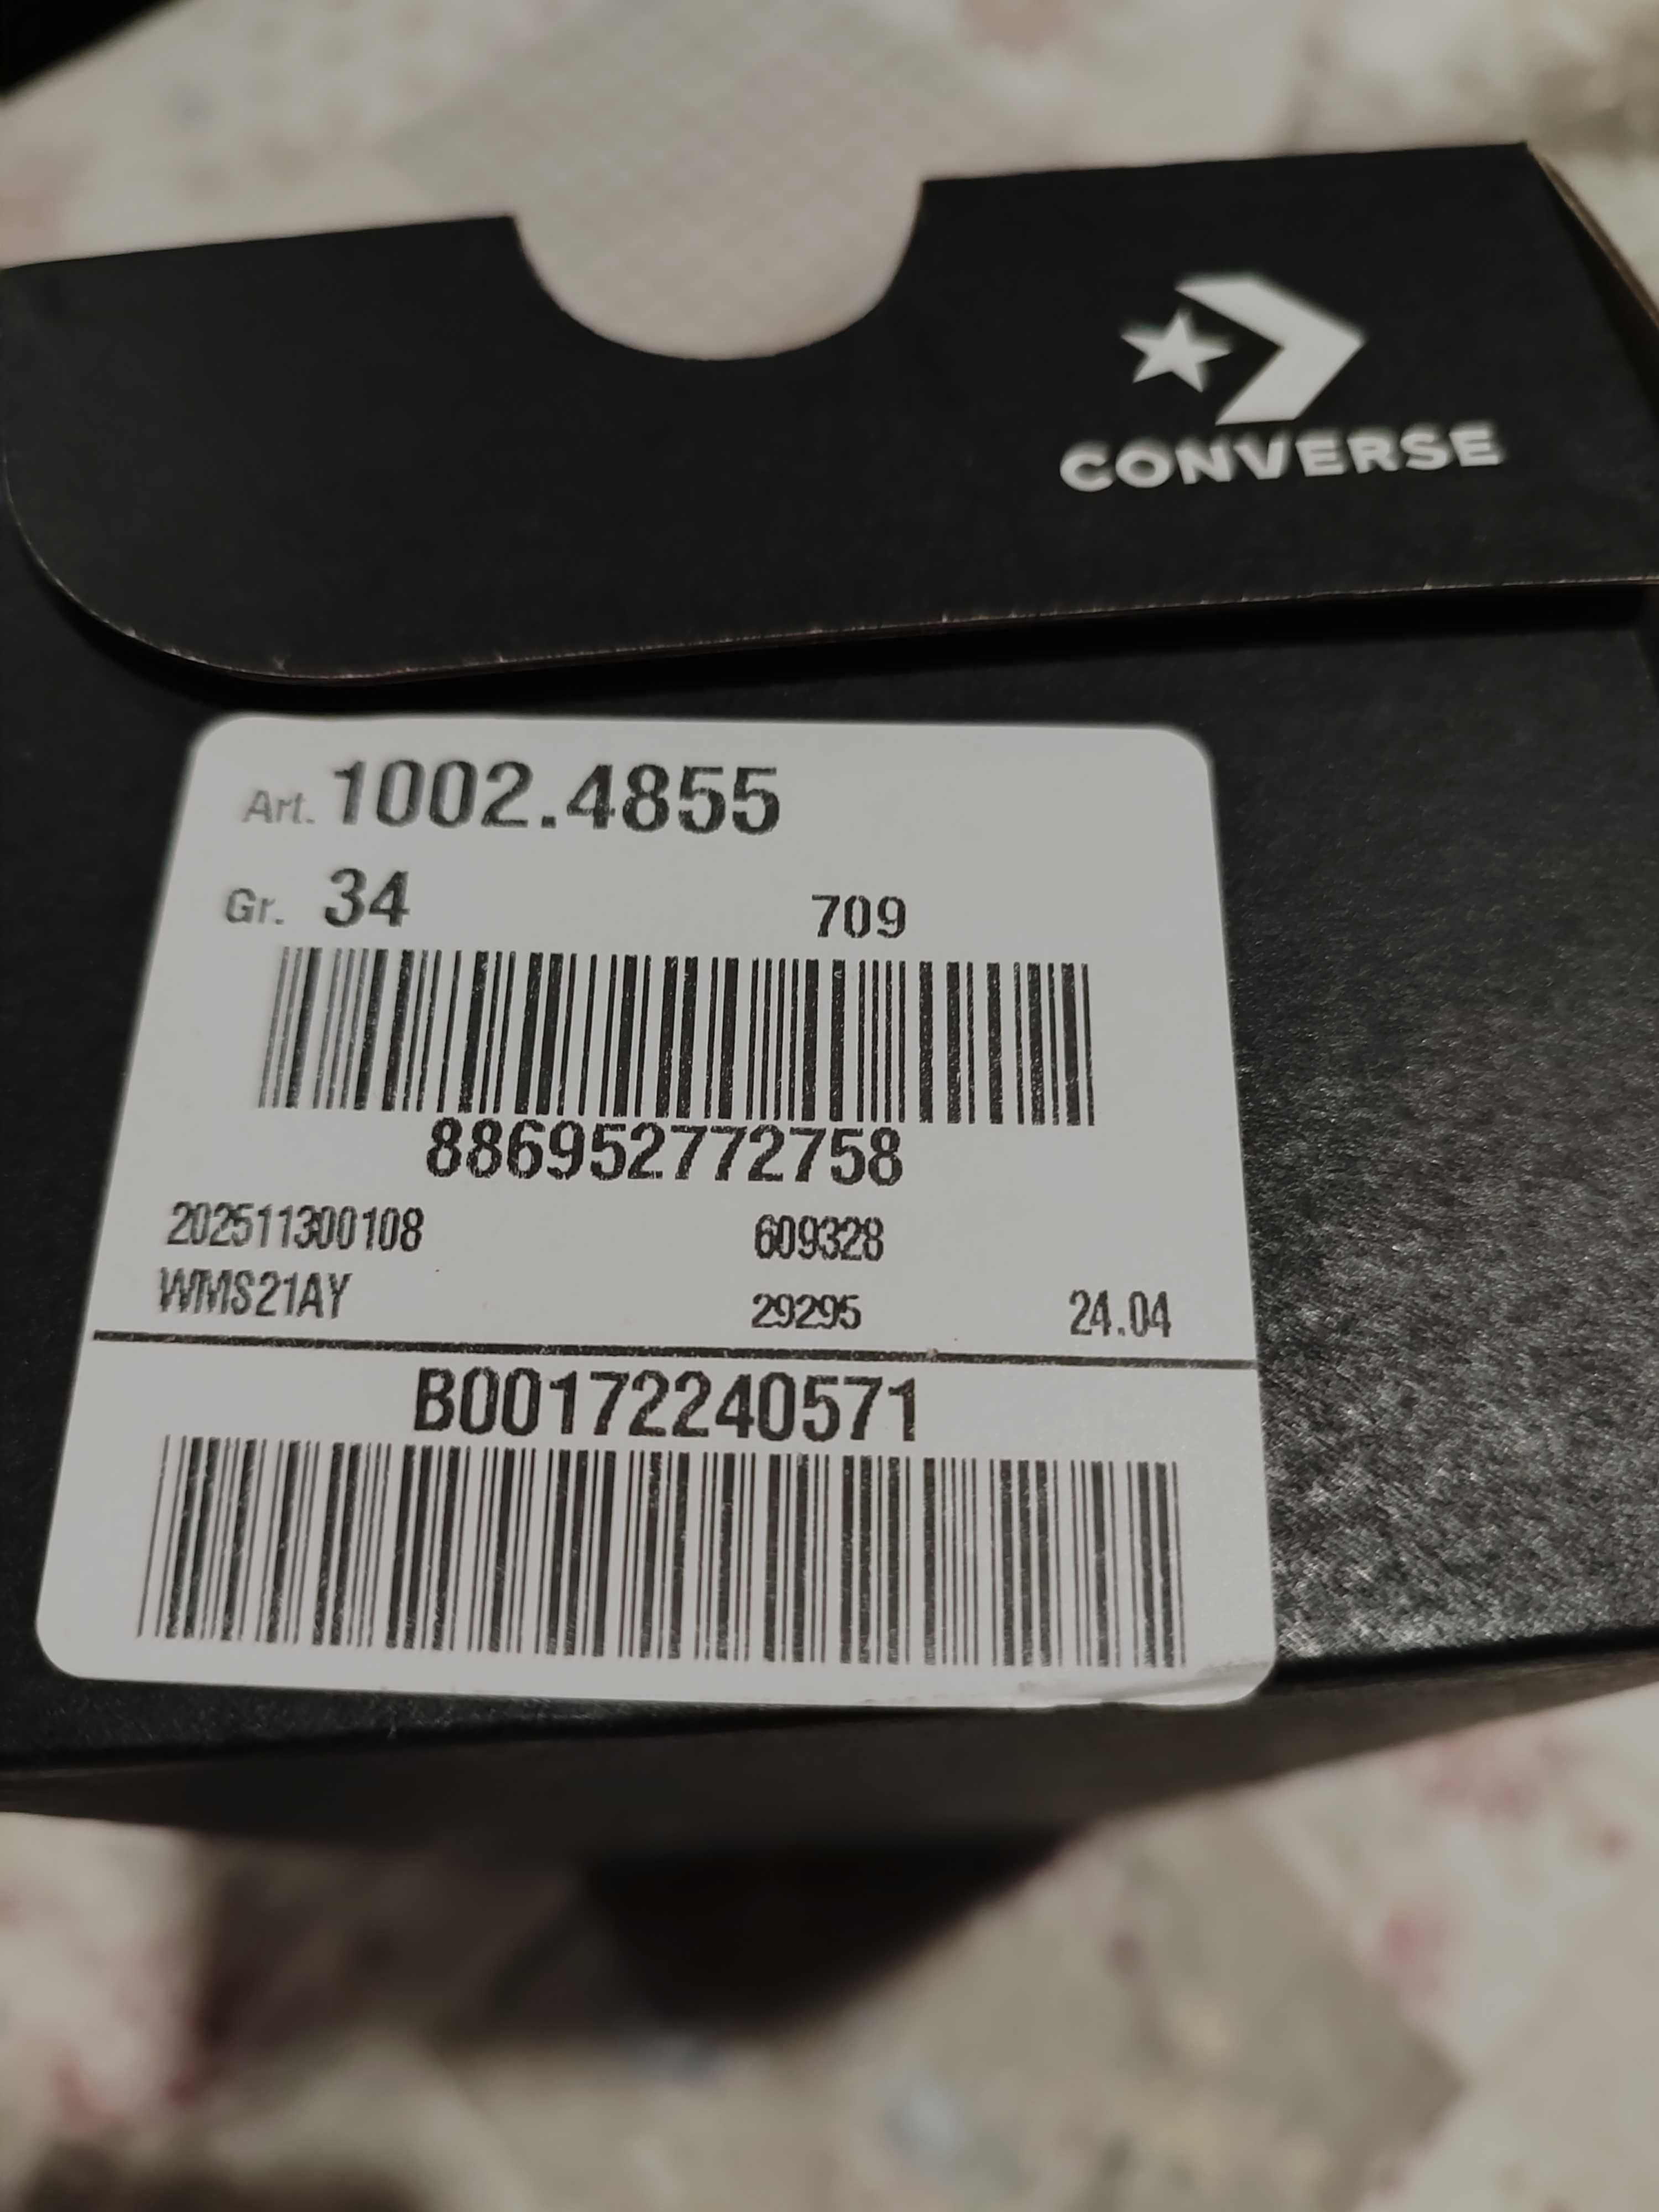 CONVERSE
Art. 1002.4855
Gr. 34 709
886952772758
202511300108 609328
WMS21AY 29295 24.04
B00172240571